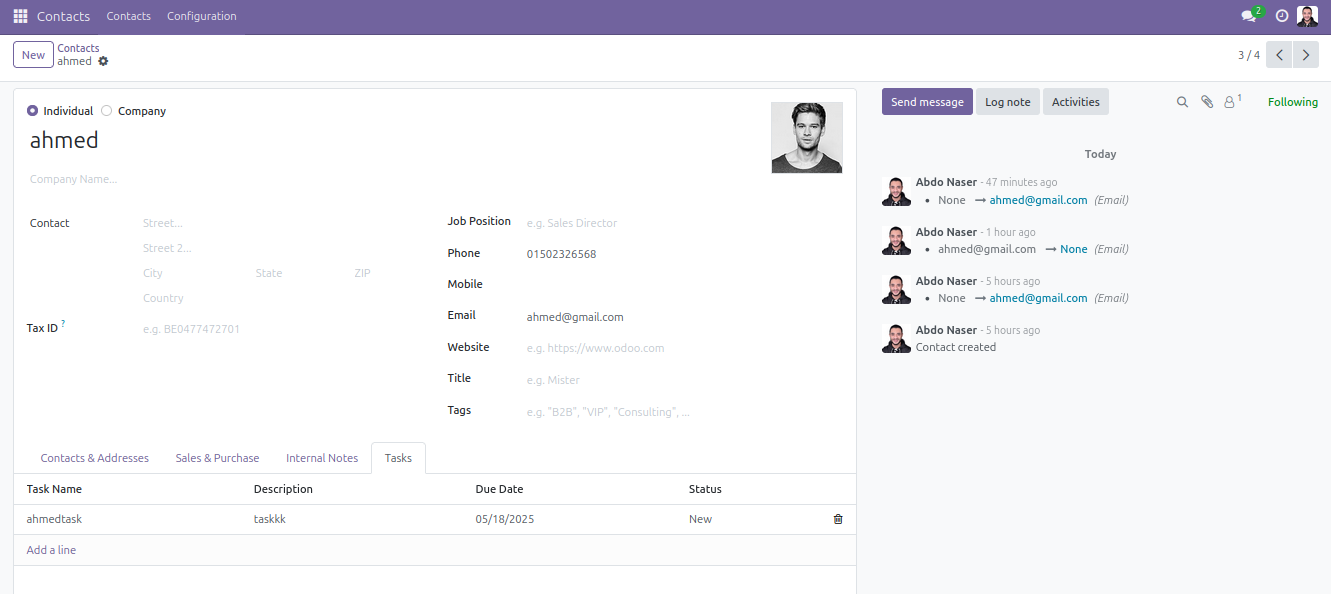 Contacts Contacts Configuration 2
New Contacts
ahmed
3 / 4
Individual Company
ahmed
Company Name...
Contact Street...
Street 2...
City State ZIP
Country
Tax ID ? e.g. BE0477472701
Job Position e.g. Sales Director
Phone 01502326568
Mobile
Email ahmed@gmail.com
Website e.g. https://www.odoo.com
Title e.g. Mister
Tags e.g. "B2B", "VIP", "Consulting", ...
Contacts & Addresses Sales & Purchase Internal Notes Tasks
Task Name Description Due Date Status
ahmedtask taskkk 05/18/2025 New
Add a line
Send message Log note Activities 1 Following
Today
Abdo Naser - 47 minutes ago
• None → ahmed@gmail.com (Email)
Abdo Naser - 1 hour ago
• ahmed@gmail.com → None (Email)
Abdo Naser - 5 hours ago
• None → ahmed@gmail.com (Email)
Abdo Naser - 5 hours ago
Contact created